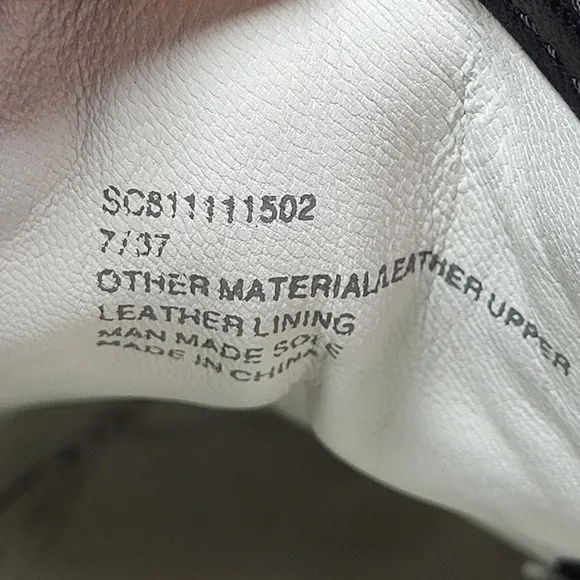 SC811111502
7/37
OTHER MATERIAL/LEATHER UPPER
LEATHER LINING
MAN MADE SOLE
MADE IN CHINA